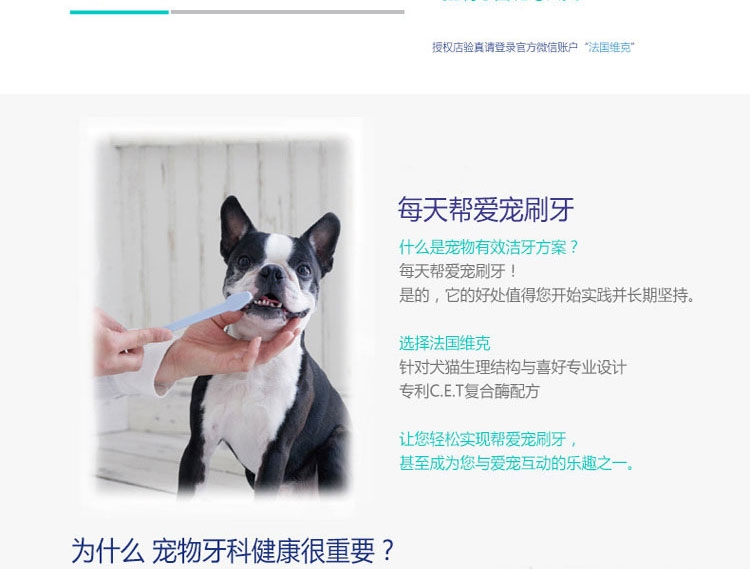 授权店验真请登录官方微信账户“法国维克”
每天帮爱宠刷牙
什么是宠物有效洁牙方案？
每天帮爱宠刷牙！
是的，它的好处值得您开始实践并长期坚持。
选择法国维克
针对犬猫生理结构与喜好专业设计
专利C.E.T复合酶配方
让您轻松实现帮爱宠刷牙，
甚至成为您与爱宠互动的乐趣之一。
为什么 宠物牙科健康很重要？